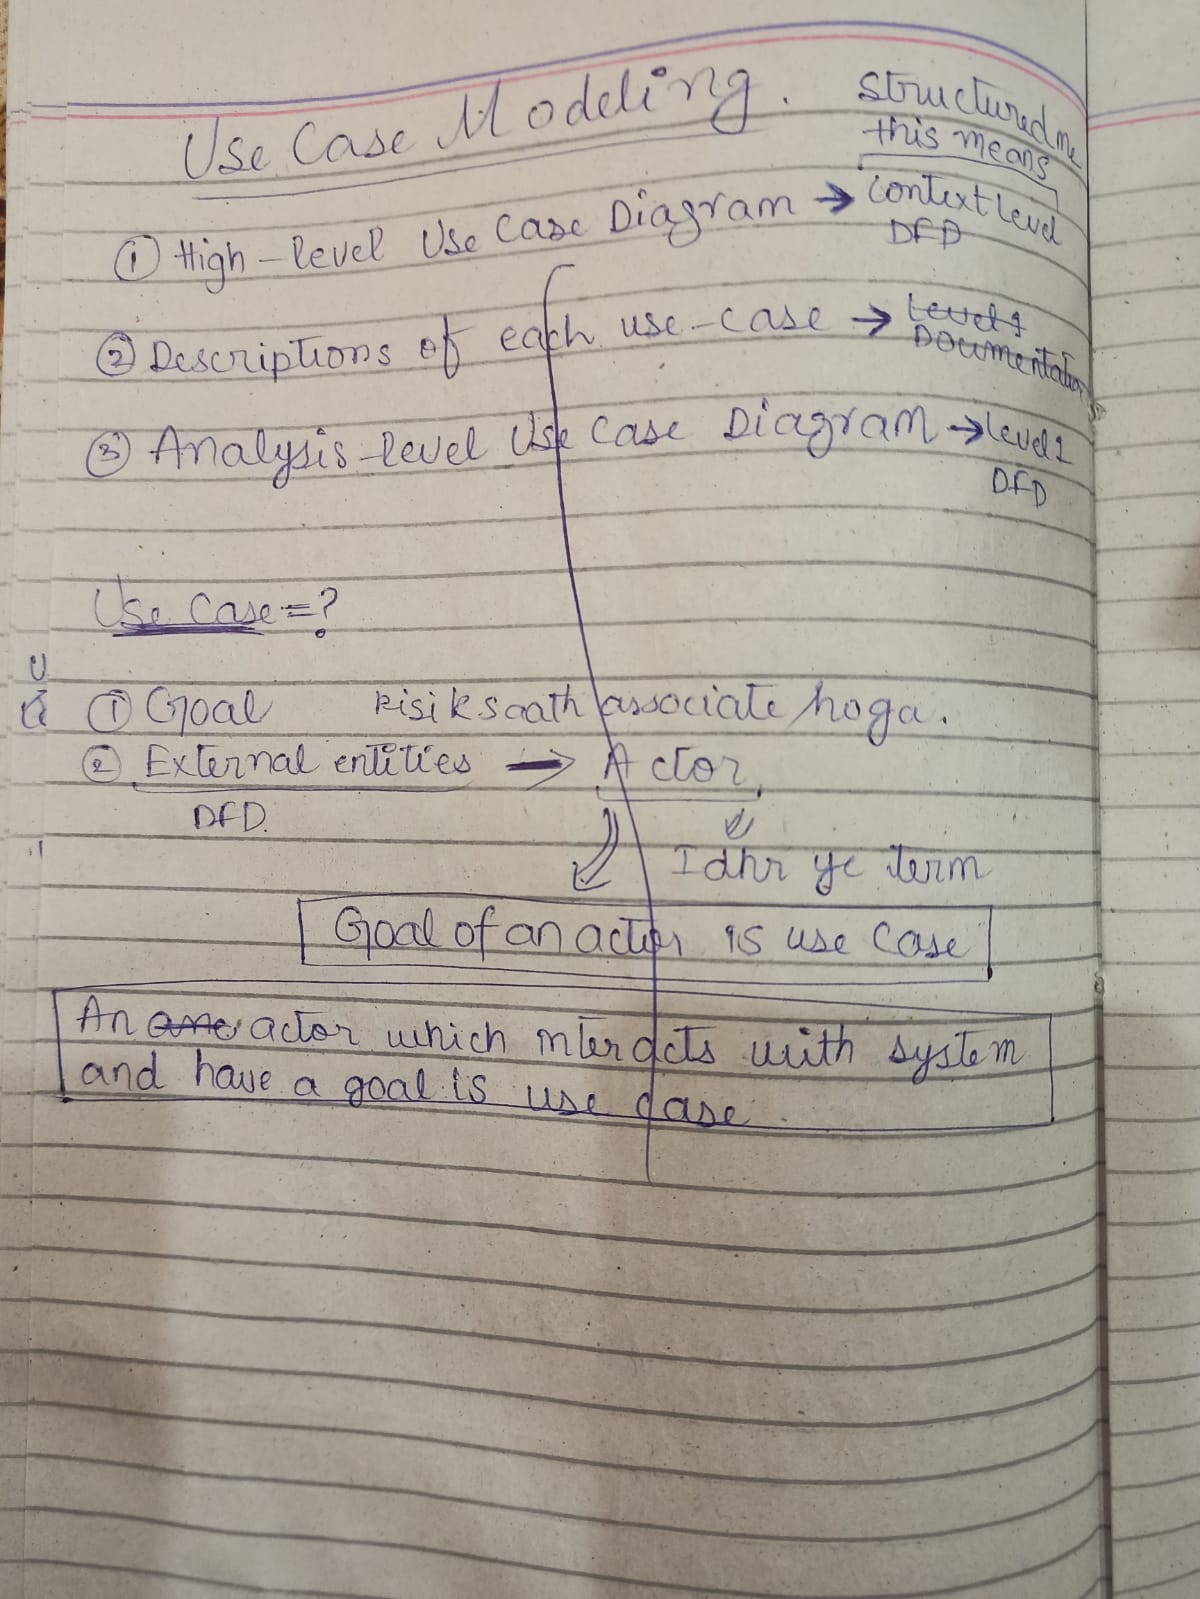 Use Case Modeling.
structured me
this means
① High-level Use Case Diagram → Context level
DFD
② Descriptions of each use-case → Level 1
Documentation
③ Analysis-level Use Case Diagram → level 1
DFD
Use Case = ?
① Goal kisi k saath associate hoga.
② External entities → Actor
DFD.
Idhr ye term
Goal of an actor is use case
An one actor which interacts with system
and have a goal is use case.